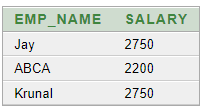 EMP_NAME SALARY
Jay 2750
ABCA 2200
Krunal 2750